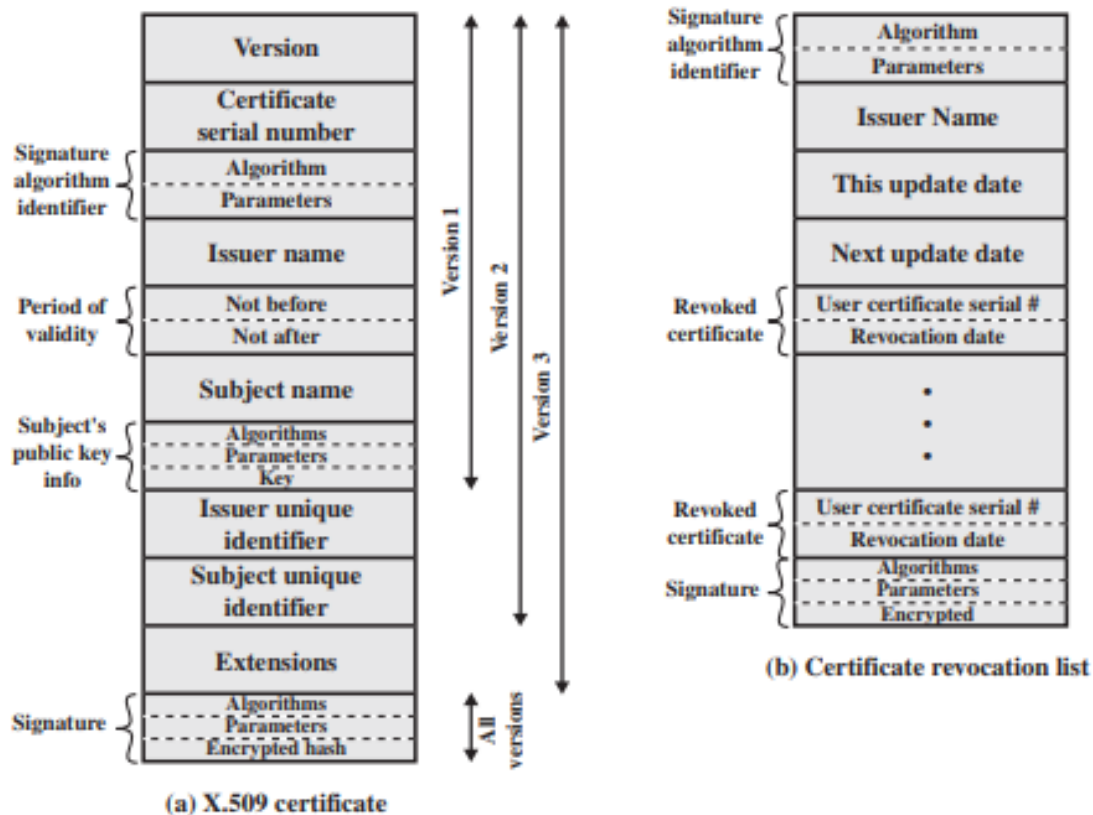 Version
Certificate
serial number
Signature
algorithm
identifier
Algorithm
Parameters
Issuer name
Period of
validity
Not before
Not after
Subject name
Subject's
public key
info
Algorithms
Parameters
Key
Issuer unique
identifier
Subject unique
identifier
Extensions
Signature
Algorithms
Parameters
Encrypted hash
Version 1
Version 2
Version 3
All
versions
(a) X.509 certificate
Signature
algorithm
identifier
Algorithm
Parameters
Issuer Name
This update date
Next update date
Revoked
certificate
User certificate serial #
Revocation date
Revoked
certificate
User certificate serial #
Revocation date
Signature
Algorithms
Parameters
Encrypted
(b) Certificate revocation list